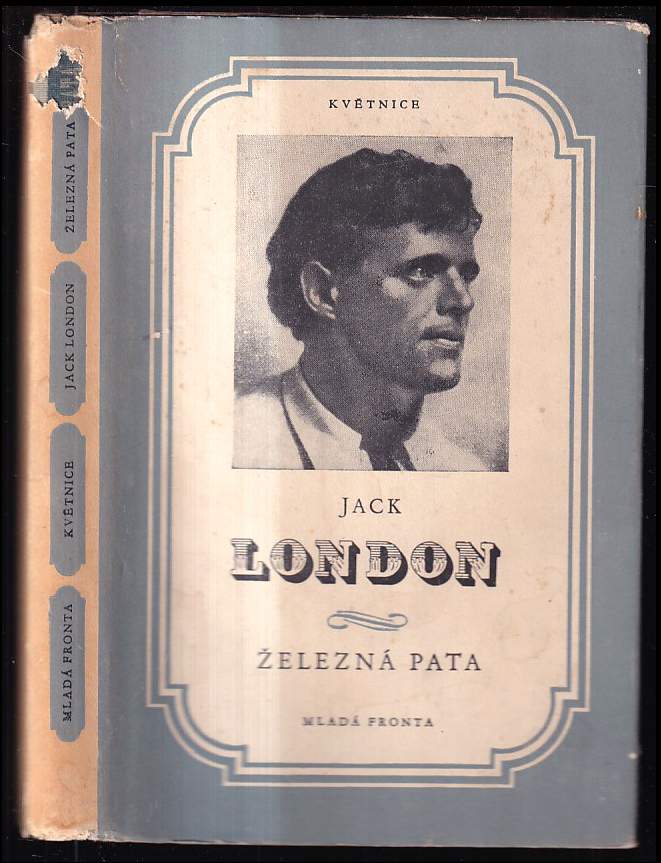 KVĚTNICE
JACK
LONDON
ŽELEZNÁ PATA
MLADÁ FRONTA
ŽELEZNÁ PATA
JACK LONDON
KVĚTNICE
MLADÁ FRONTA